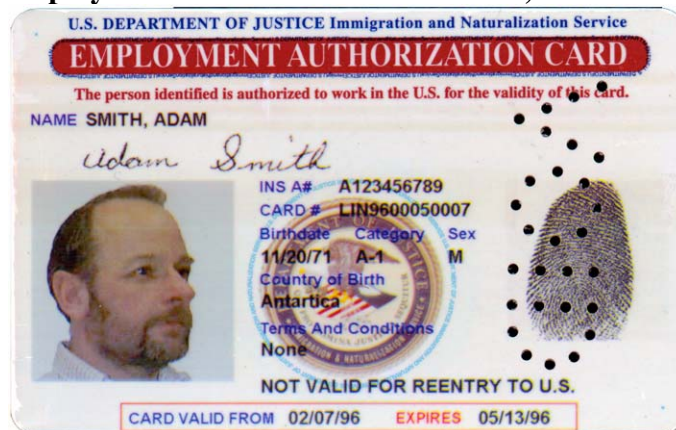 U.S. DEPARTMENT OF JUSTICE Immigration and Naturalization Service
EMPLOYMENT AUTHORIZATION CARD
The person identified is authorized to work in the U.S. for the validity of this card.
NAME SMITH, ADAM
Adam Smith
INS A# A123456789
CARD # LIN9600050007
Birthdate Category Sex
11/20/71 A-1 M
Country of Birth
Antartica
Terms And Conditions
None
NOT VALID FOR REENTRY TO U.S.
CARD VALID FROM 02/07/96 EXPIRES 05/13/96